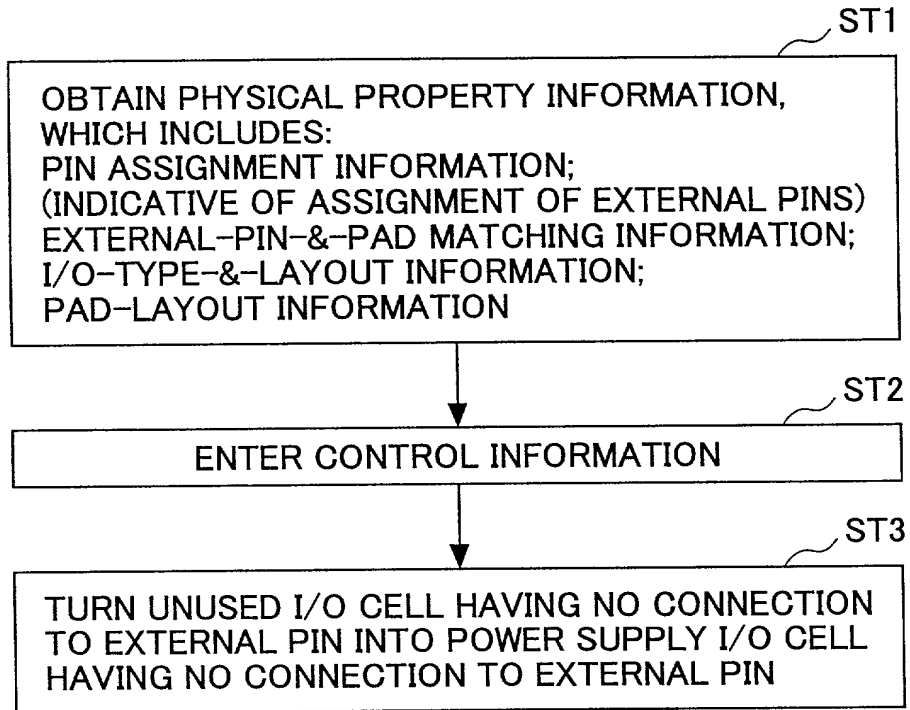 ST1
OBTAIN PHYSICAL PROPERTY INFORMATION,
WHICH INCLUDES:
PIN ASSIGNMENT INFORMATION;
(INDICATIVE OF ASSIGNMENT OF EXTERNAL PINS)
EXTERNAL-PIN-&-PAD MATCHING INFORMATION;
I/O-TYPE-&-LAYOUT INFORMATION;
PAD-LAYOUT INFORMATION
ST2
ENTER CONTROL INFORMATION
ST3
TURN UNUSED I/O CELL HAVING NO CONNECTION
TO EXTERNAL PIN INTO POWER SUPPLY I/O CELL
HAVING NO CONNECTION TO EXTERNAL PIN